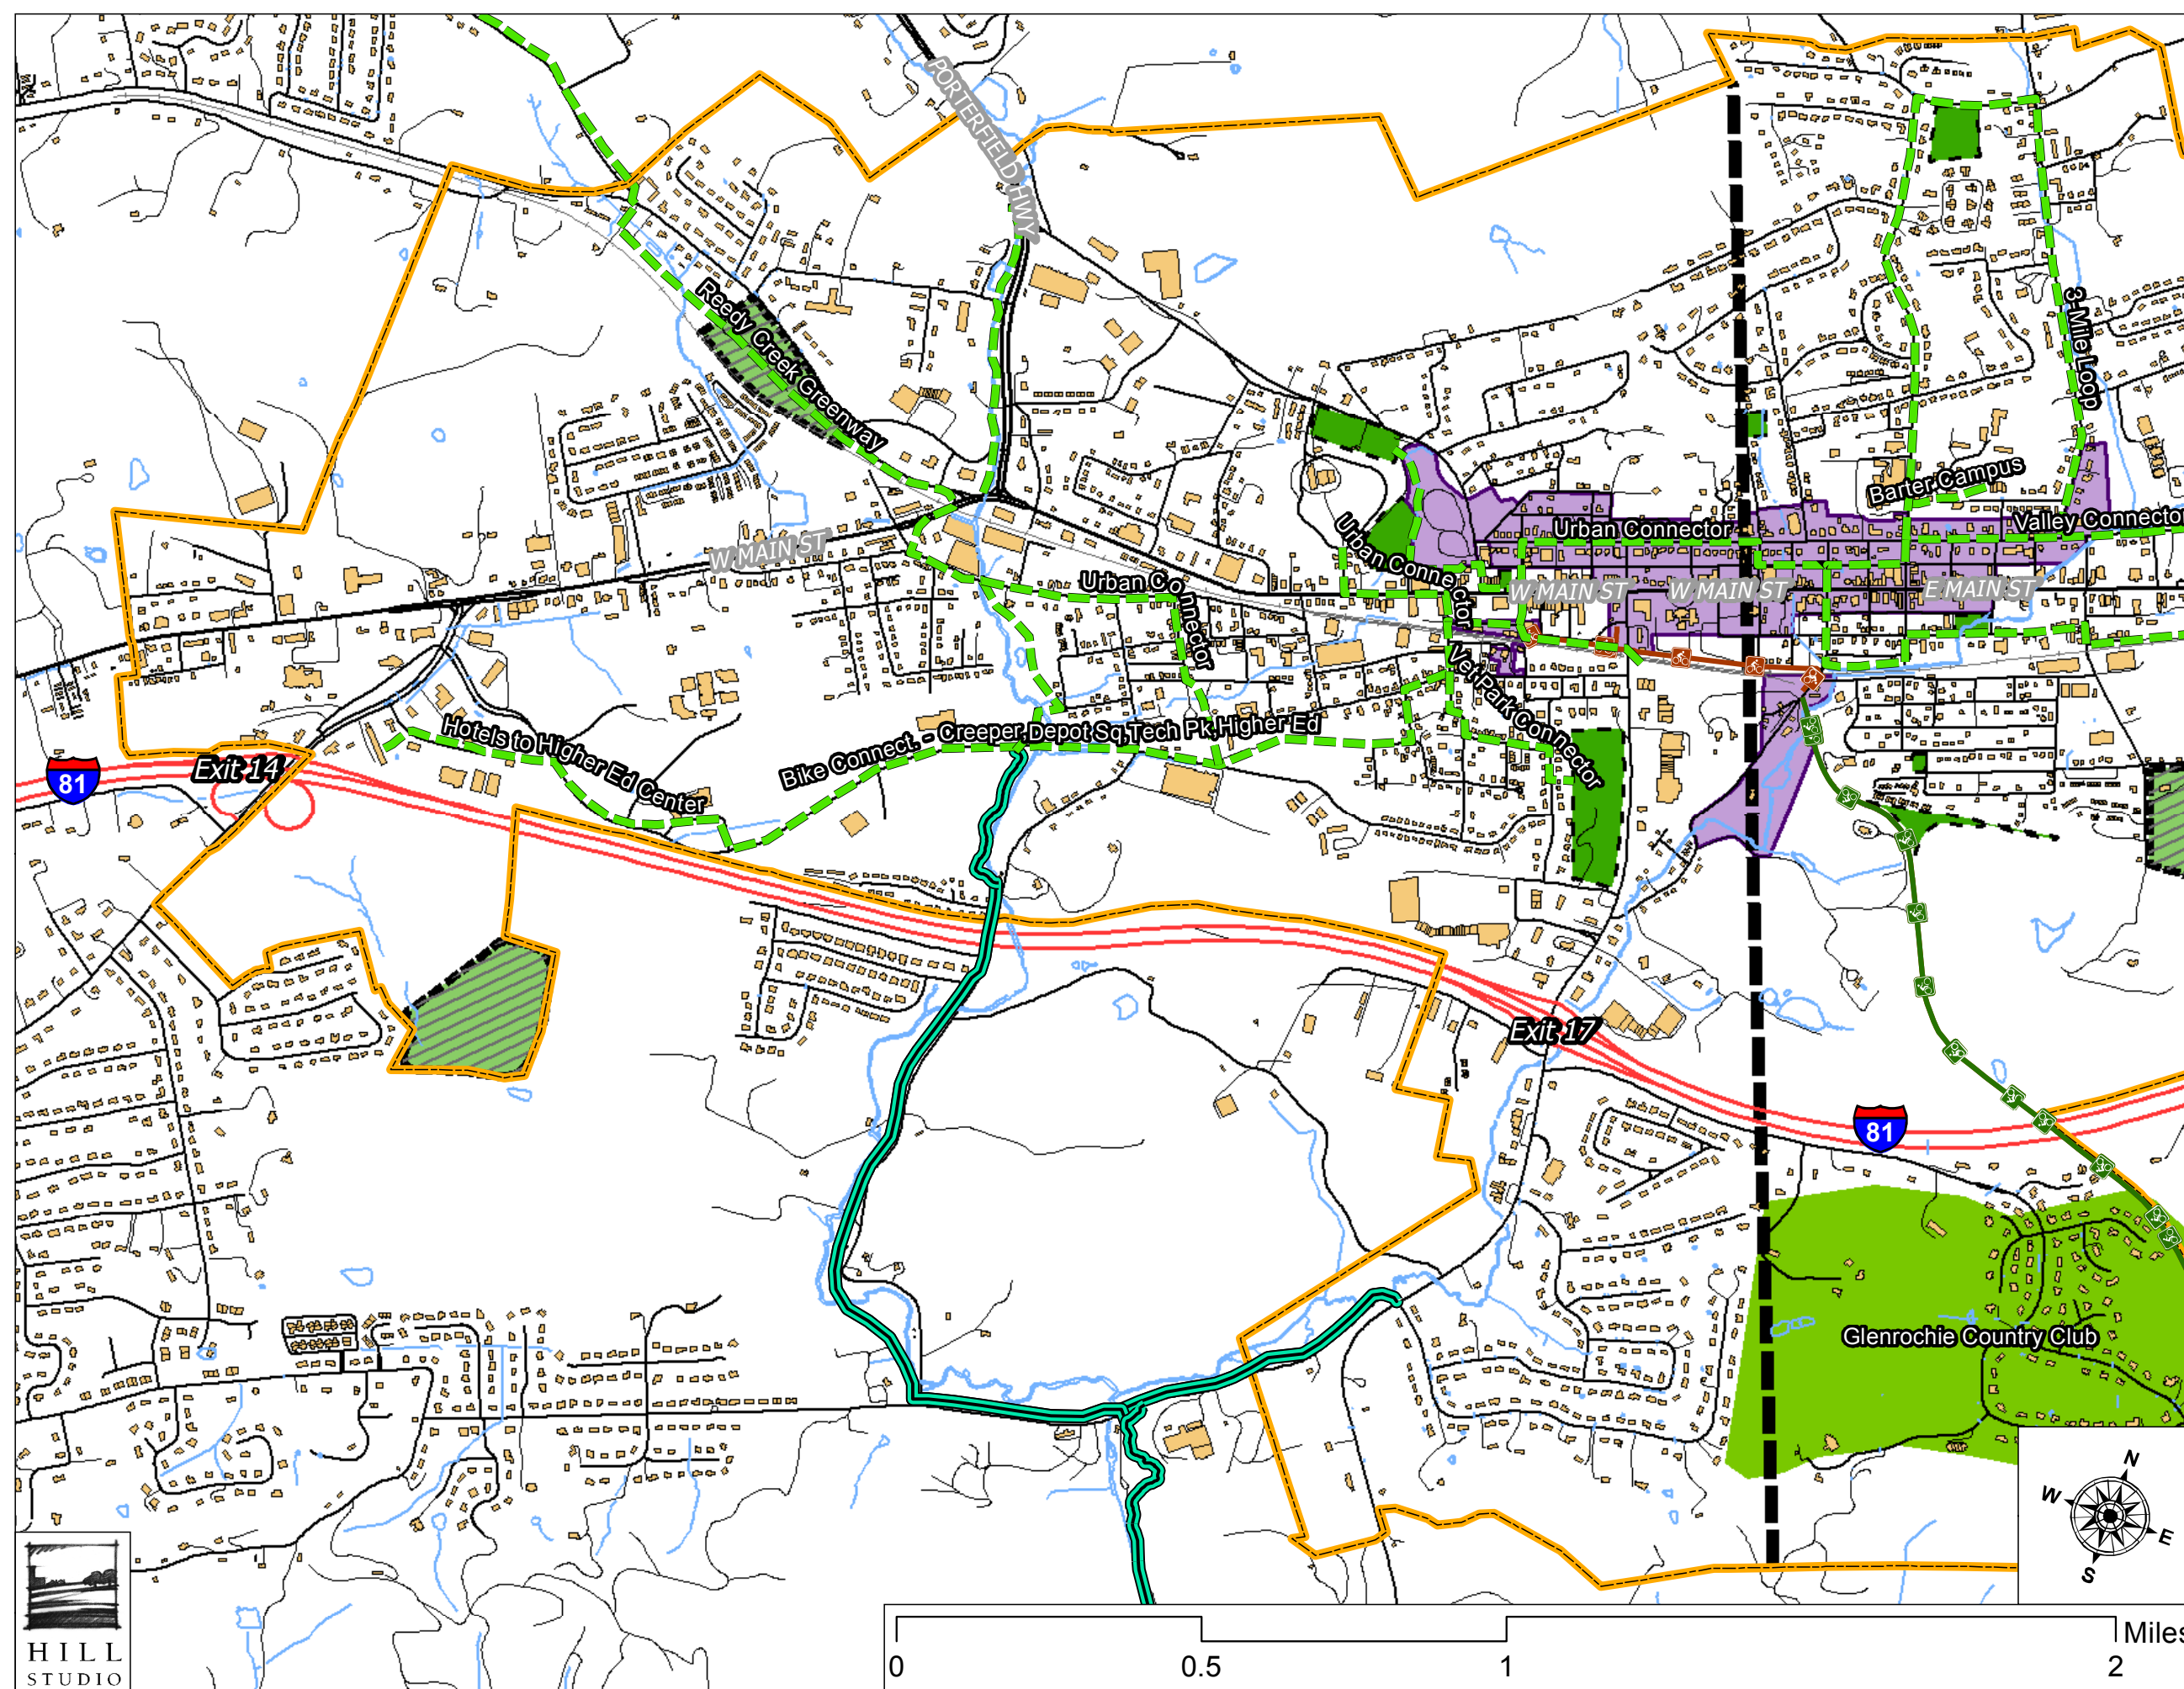 PORTERFIELD HWY
Reedy Creek Greenway
3-Mile Loop
Barter Campus
Valley Connecto
Urban Connector
Urban Connector
Urban Connector
W MAIN ST
W MAIN ST
W MAIN ST
E MAIN ST
Vet Park Connector
Hotels to Higher Ed Center
Bike Connect. - Creeper,Depot Sq,Tech Pk,Higher Ed
Exit 14
81
Exit 17
81
Glenrochie Country Club
N
W
E
S
HILL
STUDIO
0
0.5
1
2
Miles